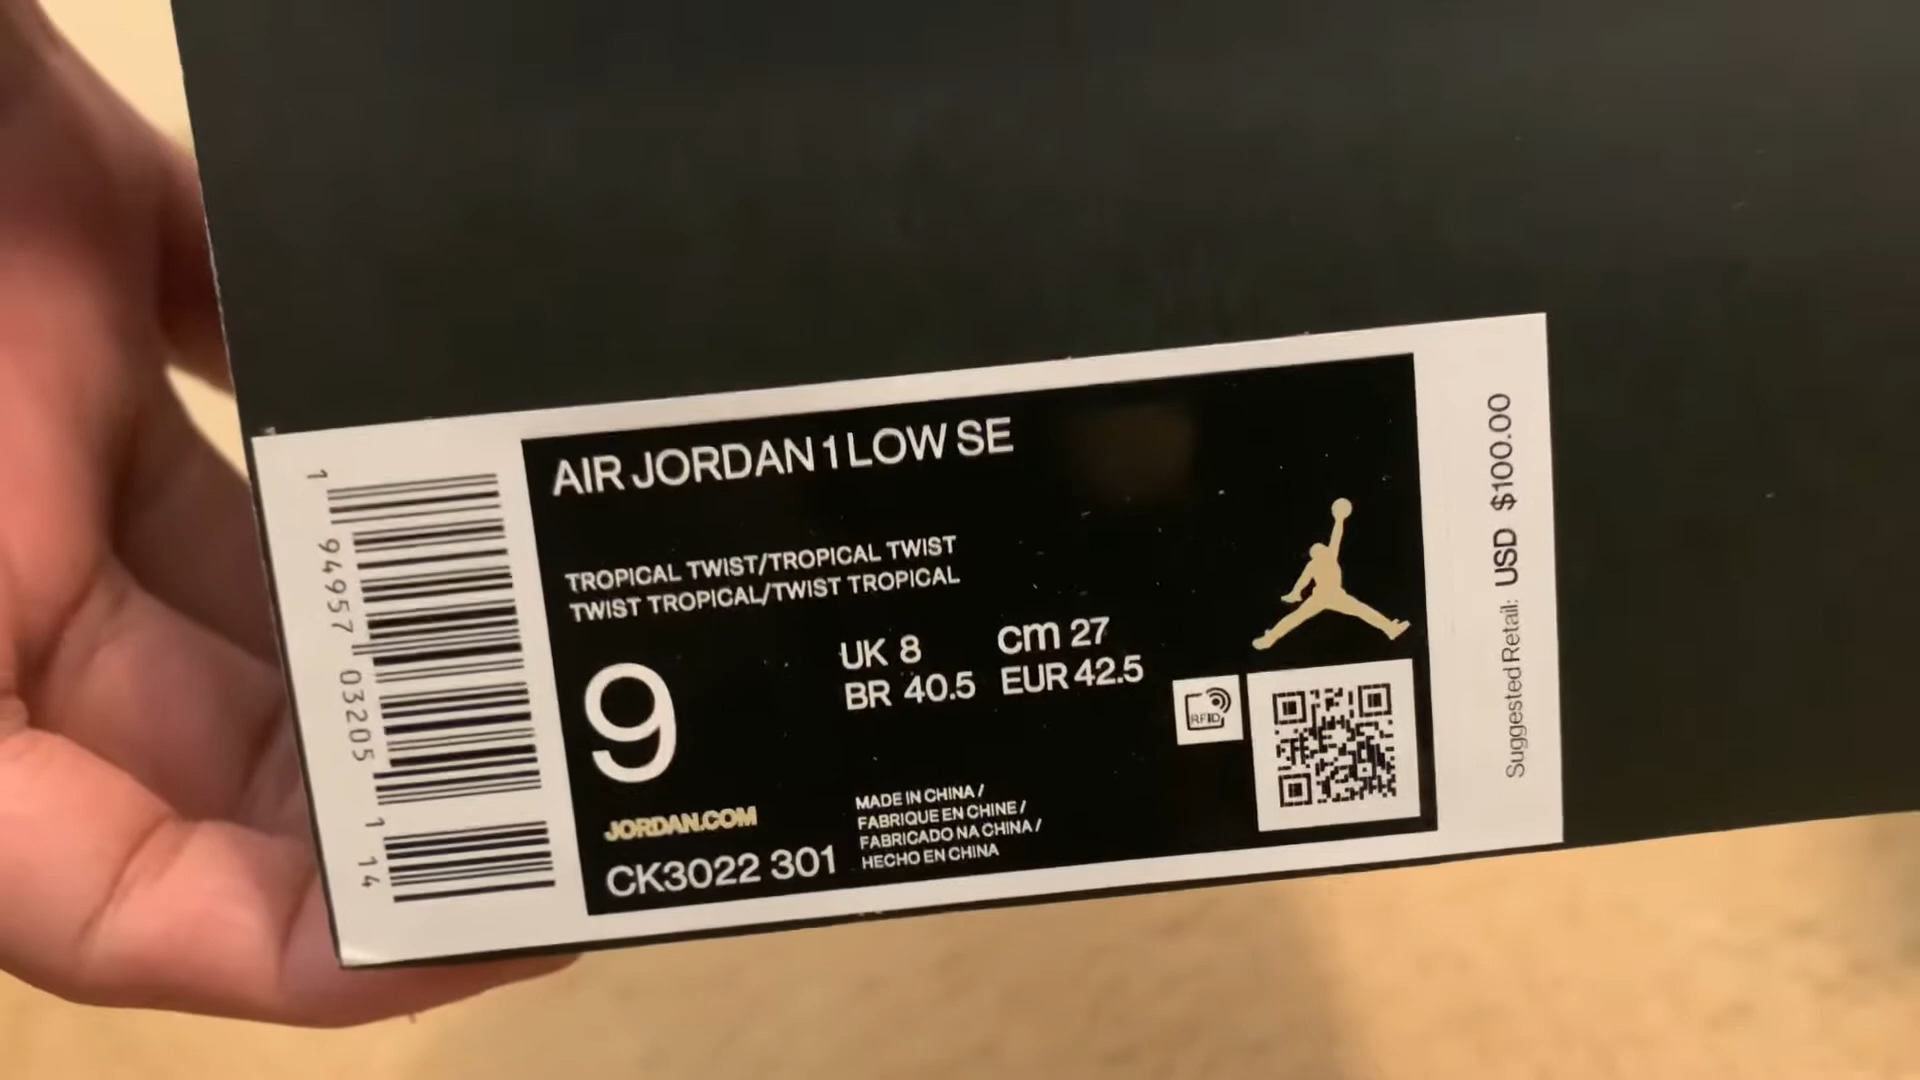 AIR JORDAN 1 LOW SE
TROPICAL TWIST/TROPICAL TWIST
TWIST TROPICAL/TWIST TROPICAL
9
UK 8
cm 27
BR 40.5
EUR 42.5
RFID
JORDAN.COM
CK3022 301
MADE IN CHINA /
FABRIQUE EN CHINE /
FABRICADO NA CHINA /
HECHO EN CHINA
1 94957 03205 1 14
Suggested Retail: USD $100.00